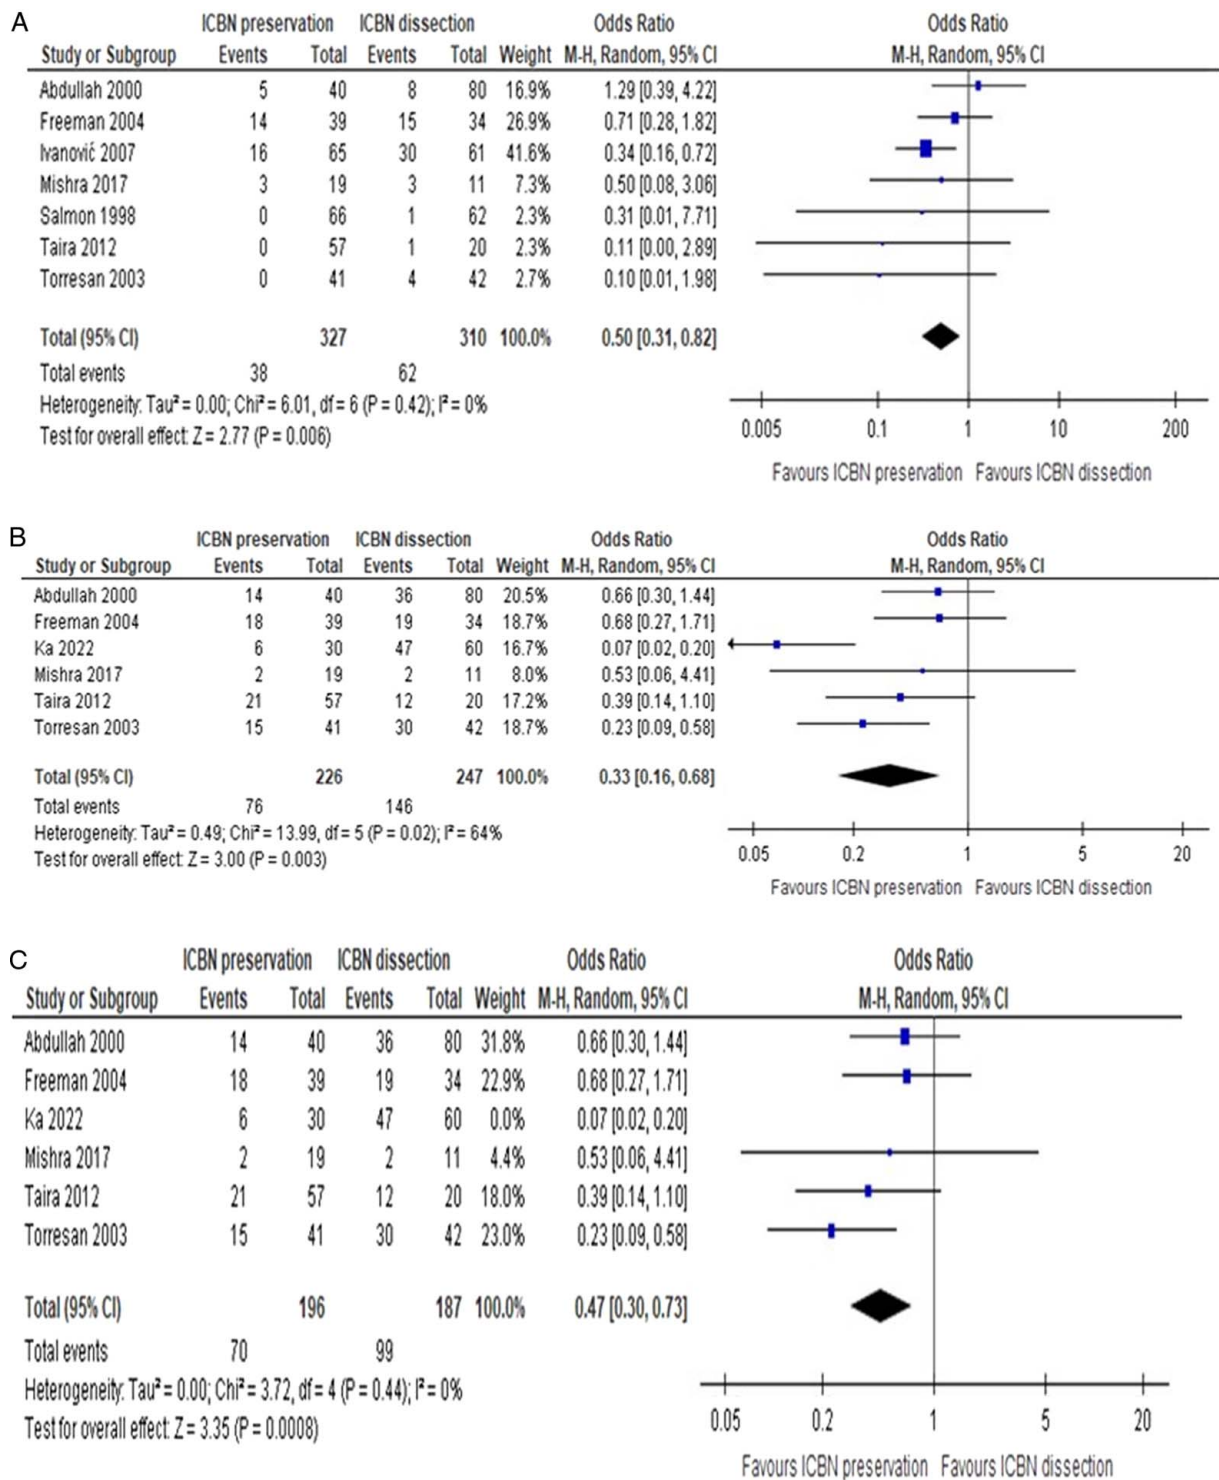 A
ICBN preservation ICBN dissection Odds Ratio Odds Ratio
Study or Subgroup Events Total Events Total Weight M-H, Random, 95% CI M-H, Random, 95% CI
Abdullah 2000 5 40 8 80 16.9% 1.29 [0.39, 4.22]
Freeman 2004 14 39 15 34 26.9% 0.71 [0.28, 1.82]
Ivanović 2007 16 65 30 61 41.6% 0.34 [0.16, 0.72]
Mishra 2017 3 19 3 11 7.3% 0.50 [0.08, 3.06]
Salmon 1998 0 66 1 62 2.3% 0.31 [0.01, 7.71]
Taira 2012 0 57 1 20 2.3% 0.11 [0.00, 2.89]
Torresan 2003 0 41 4 42 2.7% 0.10 [0.01, 1.98]
Total (95% CI) 327 310 100.0% 0.50 [0.31, 0.82]
Total events 38 62
Heterogeneity: Tau² = 0.00; Chi² = 6.01, df = 6 (P = 0.42); I² = 0%
Test for overall effect: Z = 2.77 (P = 0.006)
0.005 0.1 1 10 200
Favours ICBN preservation Favours ICBN dissection
B
ICBN preservation ICBN dissection Odds Ratio Odds Ratio
Study or Subgroup Events Total Events Total Weight M-H, Random, 95% CI M-H, Random, 95% CI
Abdullah 2000 14 40 36 80 20.5% 0.66 [0.30, 1.44]
Freeman 2004 18 39 19 34 18.7% 0.68 [0.27, 1.71]
Ka 2022 6 30 47 60 16.7% 0.07 [0.02, 0.20]
Mishra 2017 2 19 2 11 8.0% 0.53 [0.06, 4.41]
Taira 2012 21 57 12 20 17.2% 0.39 [0.14, 1.10]
Torresan 2003 15 41 30 42 18.7% 0.23 [0.09, 0.58]
Total (95% CI) 226 247 100.0% 0.33 [0.16, 0.68]
Total events 76 146
Heterogeneity: Tau² = 0.49; Chi² = 13.99, df = 5 (P = 0.02); I² = 64%
Test for overall effect: Z = 3.00 (P = 0.003)
0.05 0.2 1 5 20
Favours ICBN preservation Favours ICBN dissection
C
ICBN preservation ICBN dissection Odds Ratio Odds Ratio
Study or Subgroup Events Total Events Total Weight M-H, Random, 95% CI M-H, Random, 95% CI
Abdullah 2000 14 40 36 80 31.8% 0.66 [0.30, 1.44]
Freeman 2004 18 39 19 34 22.9% 0.68 [0.27, 1.71]
Ka 2022 6 30 47 60 0.0% 0.07 [0.02, 0.20]
Mishra 2017 2 19 2 11 4.4% 0.53 [0.06, 4.41]
Taira 2012 21 57 12 20 18.0% 0.39 [0.14, 1.10]
Torresan 2003 15 41 30 42 23.0% 0.23 [0.09, 0.58]
Total (95% CI) 196 187 100.0% 0.47 [0.30, 0.73]
Total events 70 99
Heterogeneity: Tau² = 0.00; Chi² = 3.72, df = 4 (P = 0.44); I² = 0%
Test for overall effect: Z = 3.35 (P = 0.0008)
0.05 0.2 1 5 20
Favours ICBN preservation Favours ICBN dissection